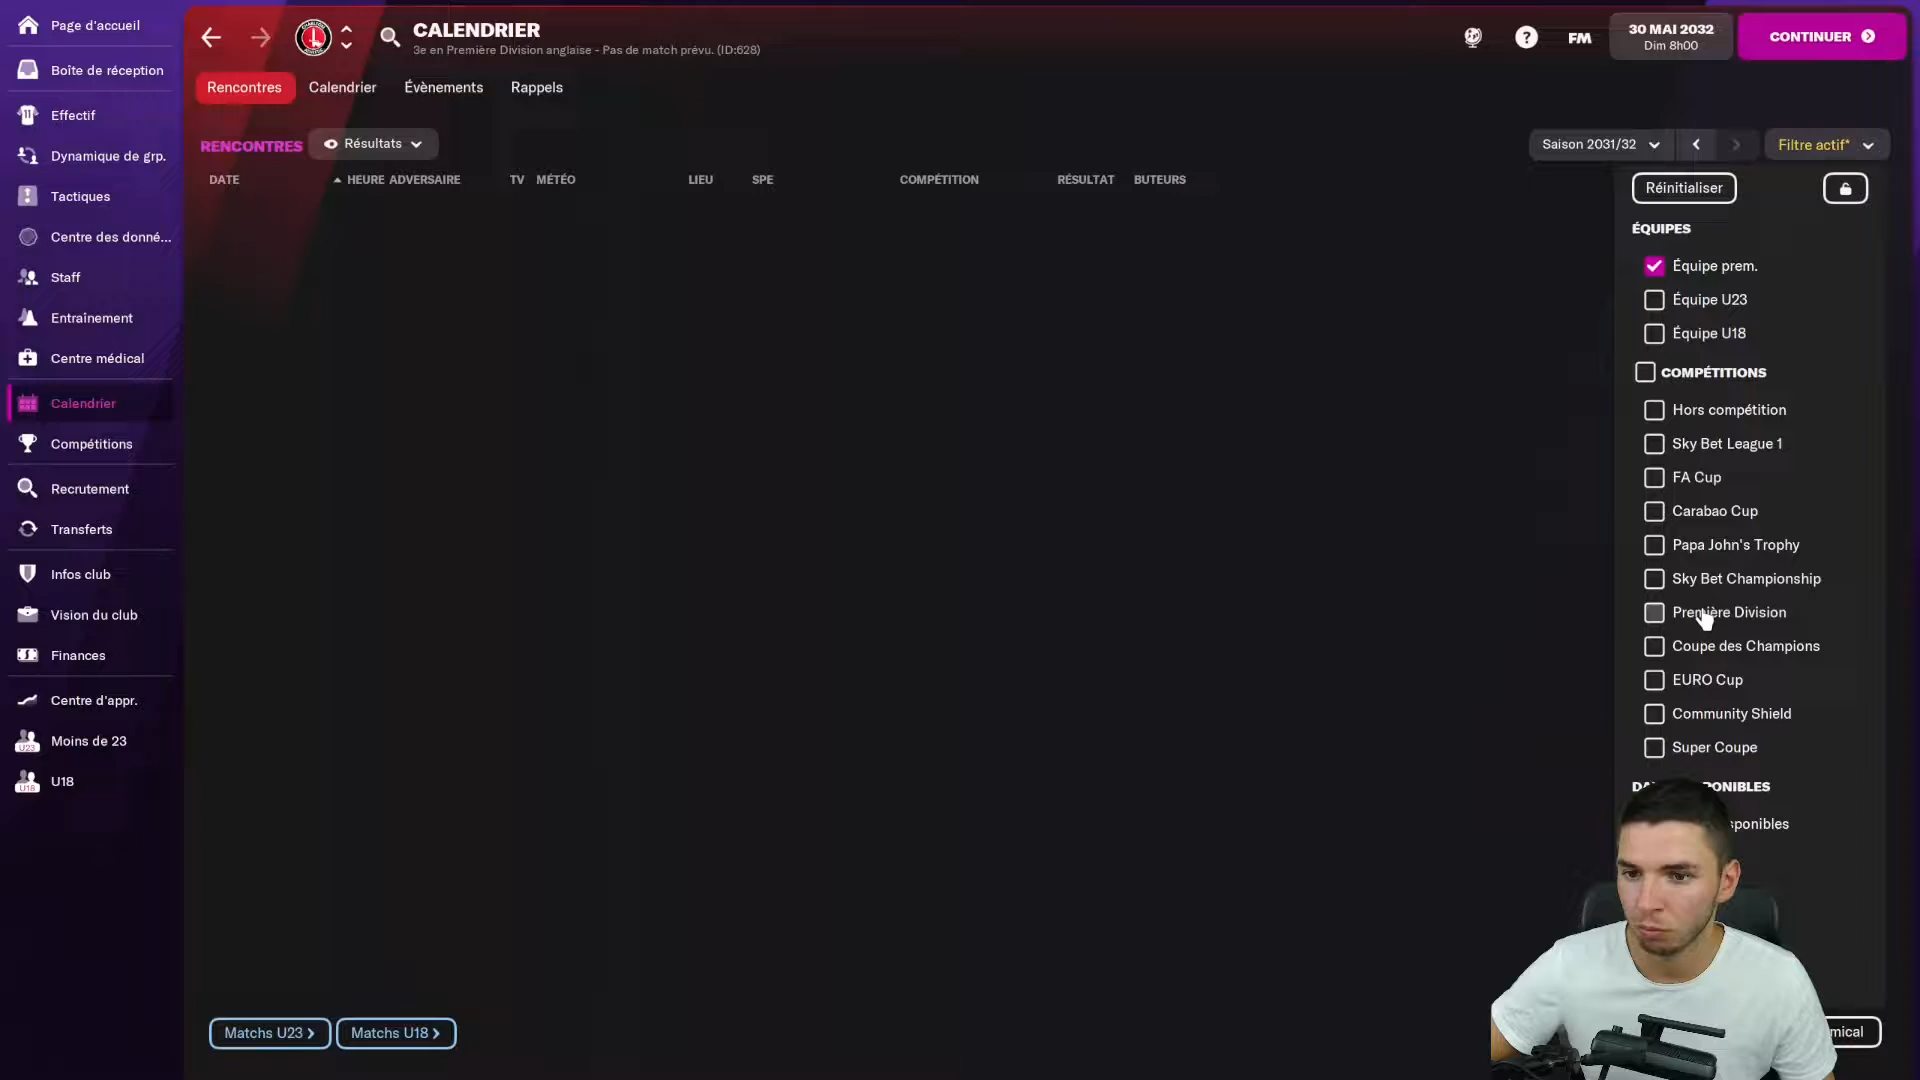 Page d'accueil
Boîte de réception
Effectif
Dynamique de grp.
Tactiques
Centre des donné...
Staff
Entraînement
Centre médical
Calendrier
Compétitions
Recrutement
Transferts
Infos club
Vision du club
Finances
Centre d'appr.
Moins de 23
U18
CALENDRIER
3e en Première Division anglaise - Pas de match prévu. (ID:628)
FM
30 MAI 2032
Dim 8h00
CONTINUER
Rencontres Calendrier Évènements Rappels
RENCONTRES Résultats
Saison 2031/32 Filtre actif*
DATE HEURE ADVERSAIRE TV MÉTÉO LIEU SPE COMPÉTITION RÉSULTAT BUTEURS
Réinitialiser
ÉQUIPES
Équipe prem.
Équipe U23
Équipe U18
COMPÉTITIONS
Hors compétition
Sky Bet League 1
FA Cup
Carabao Cup
Papa John's Trophy
Sky Bet Championship
Première Division
Coupe des Champions
EURO Cup
Community Shield
Super Coupe
Matchs U23 Matchs U18